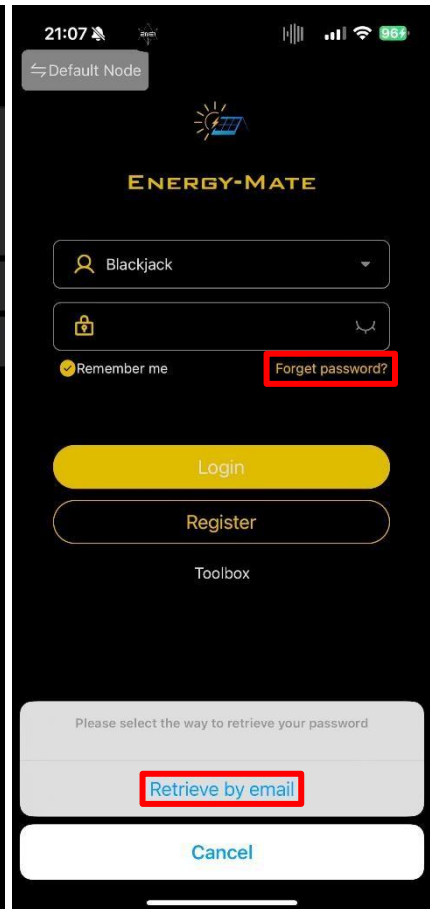 21:07
96
Default Node
ENERGY-MATE
Blackjack
Remember me
Forget password?
Login
Register
Toolbox
Please select the way to retrieve your password
Retrieve by email
Cancel